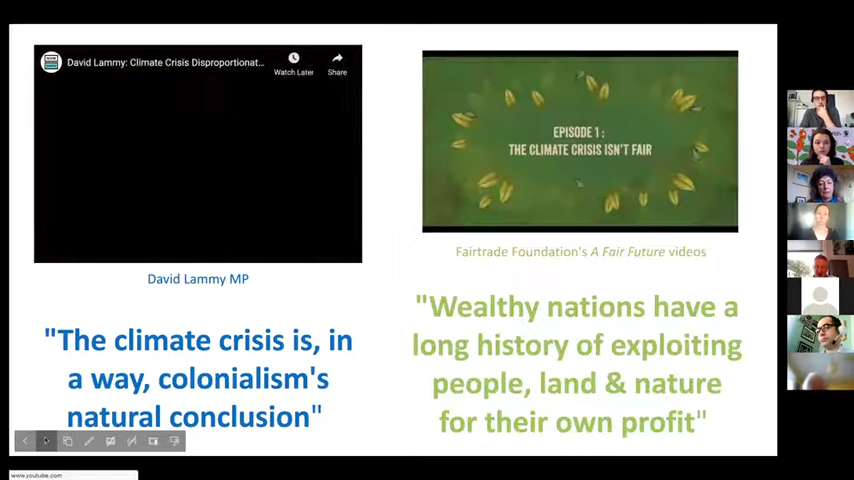 David Lammy: Climate Crisis Disproportionat...
Watch Later
Share
David Lammy MP
"The climate crisis is, in
a way, colonialism's
natural conclusion"
EPISODE 1 :
THE CLIMATE CRISIS ISN'T FAIR
Fairtrade Foundation's A Fair Future videos
"Wealthy nations have a
long history of exploiting
people, land & nature
for their own profit"
www.youtube.com